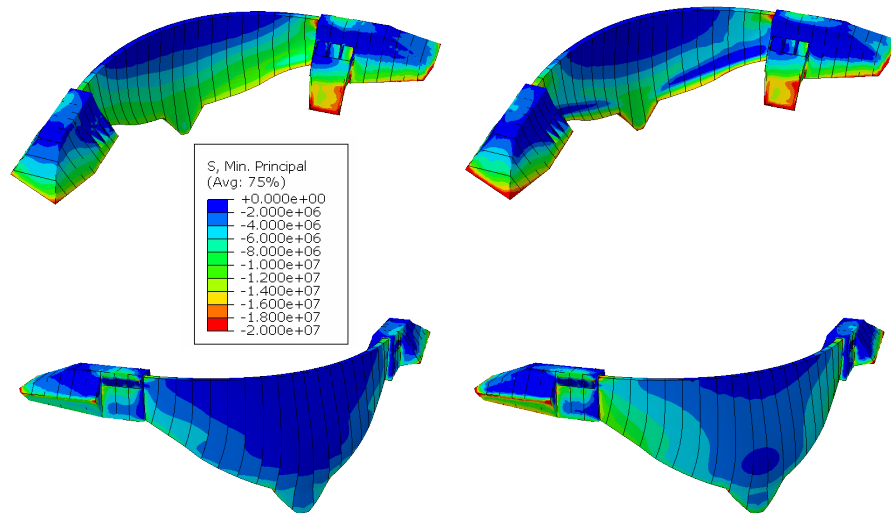 S, Min. Principal
(Avg: 75%)
+0.000e+00
-2.000e+06
-4.000e+06
-6.000e+06
-8.000e+06
-1.000e+07
-1.200e+07
-1.400e+07
-1.600e+07
-1.800e+07
-2.000e+07